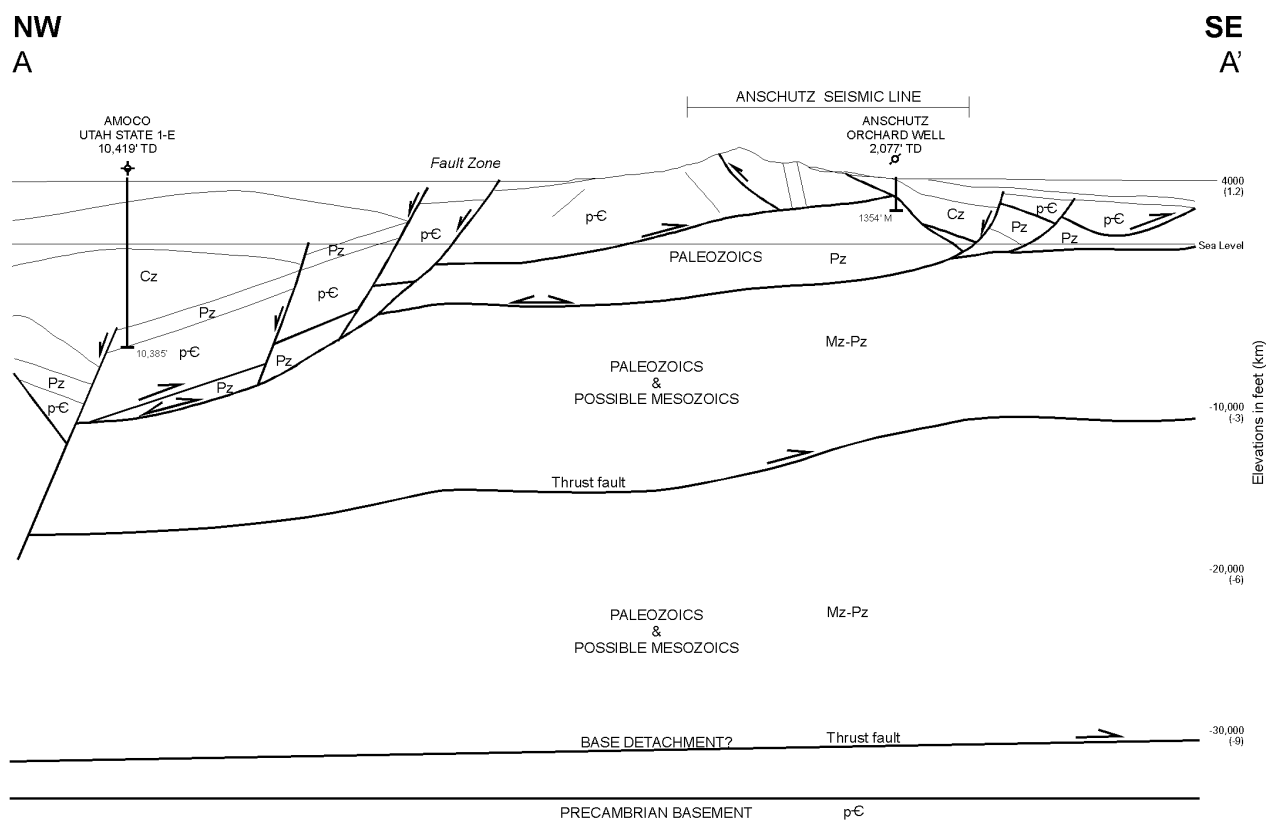 NW
SE
A
A'
ANSCHUTZ SEISMIC LINE
AMOCO
UTAH STATE 1-E
10,419' TD
ANSCHUTZ
ORCHARD WELL
2,077' TD
Fault Zone
4000
(1.2)
p-Є
p-Є
Cz
1354' M
p-Є
p-Є
Pz
Pz
Sea Level
Pz
PALEOZOICS
Pz
Cz
p-Є
Pz
10,385'
p-Є
Mz-Pz
Pz
PALEOZOICS
&
POSSIBLE MESOZOICS
Pz
Pz
p-Є
-10,000
(-3)
Elevations in feet (km)
Thrust fault
-20,000
(-6)
PALEOZOICS
&
POSSIBLE MESOZOICS
Mz-Pz
BASE DETACHMENT?
Thrust fault
-30,000
(-9)
PRECAMBRIAN BASEMENT
p-Є